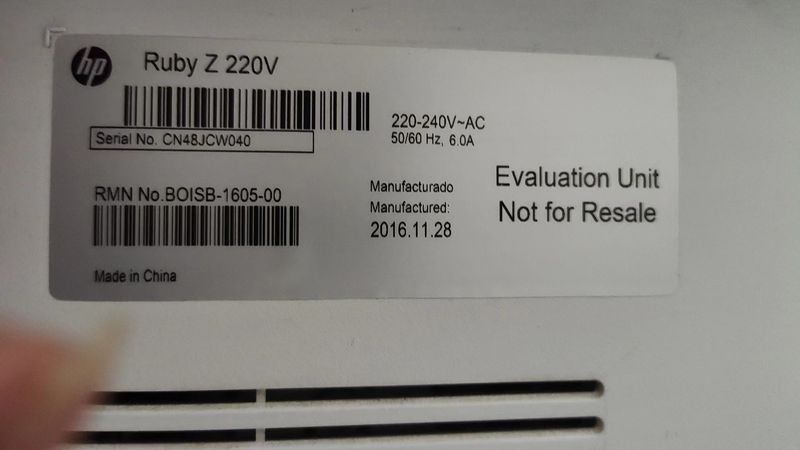 hp
Ruby Z 220V
Serial No. CN48JCW040
220-240V~AC
50/60 Hz, 6.0A
RMN No.BOISB-1605-00
Manufacturado
Manufactured:
2016.11.28
Evaluation Unit
Not for Resale
Made in China